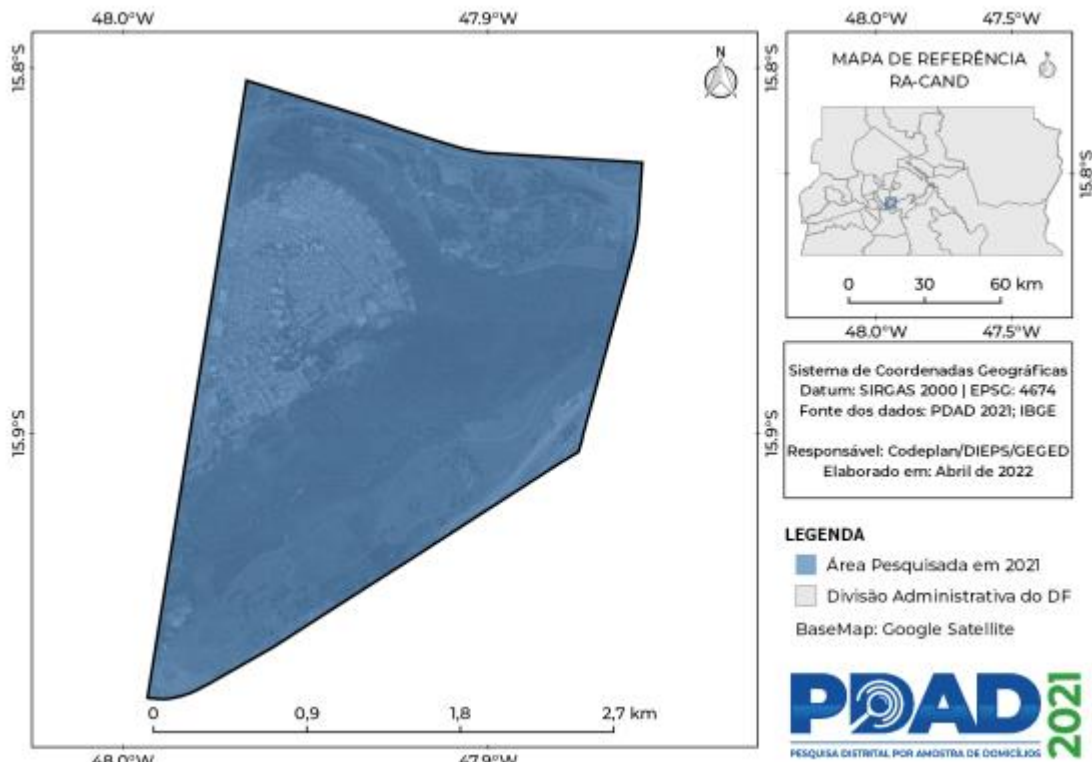 48.0°W 47.9°W
48.0°W 47.5°W
15.8°S
15.8°S
N
MAPA DE REFERÊNCIA
RA-CAND
N
15.8°S
0 30 60 km
48.0°W 47.5°W
Sistema de Coordenadas Geográficas
Datum: SIRGAS 2000 | EPSG: 4674
Fonte dos dados: PDAD 2021; IBGE
Responsável: Codeplan/DIEPS/GEGED
Elaborado em: Abril de 2022
15.9°S
15.9°S
LEGENDA
Área Pesquisada em 2021
Divisão Administrativa do DF
BaseMap: Google Satellite
0 0,9 1,8 2,7 km
48.0°W 47.9°W
PDAD 2021
PESQUISA DISTRITAL POR AMOSTRA DE DOMICÍLIOS